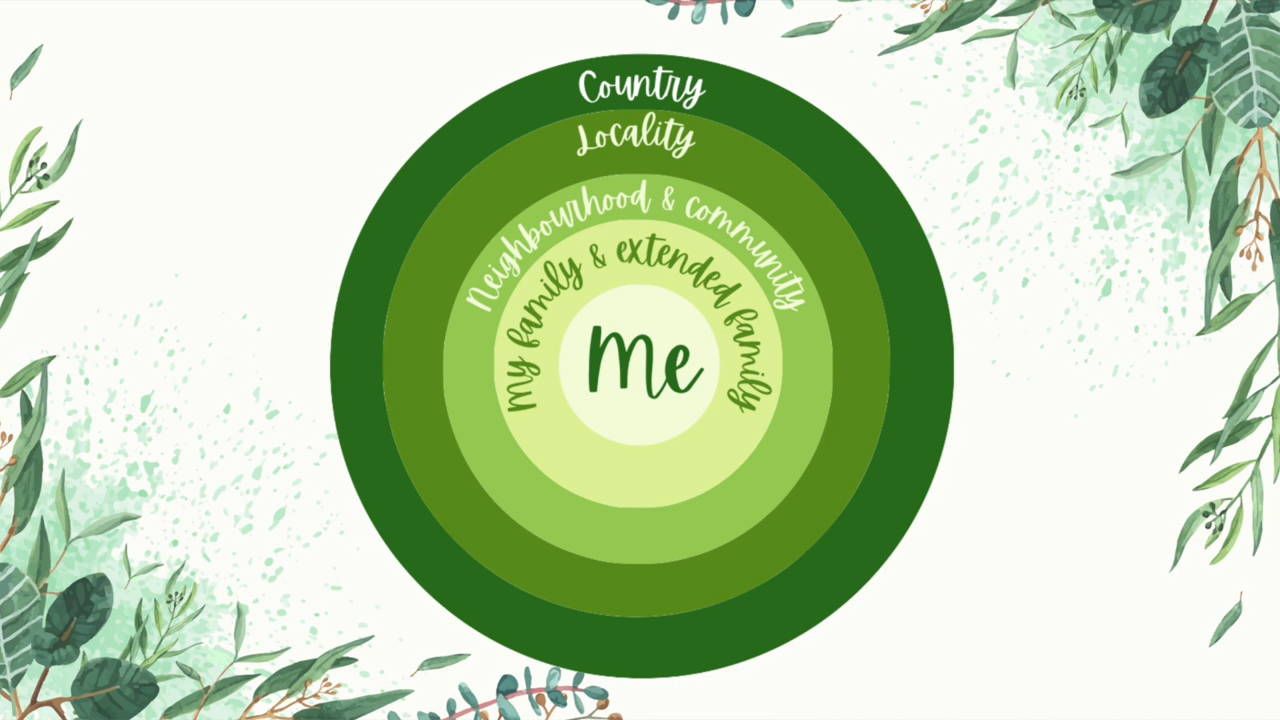 Country
Locality
Neighbourhood & community
My family & extended family
Me